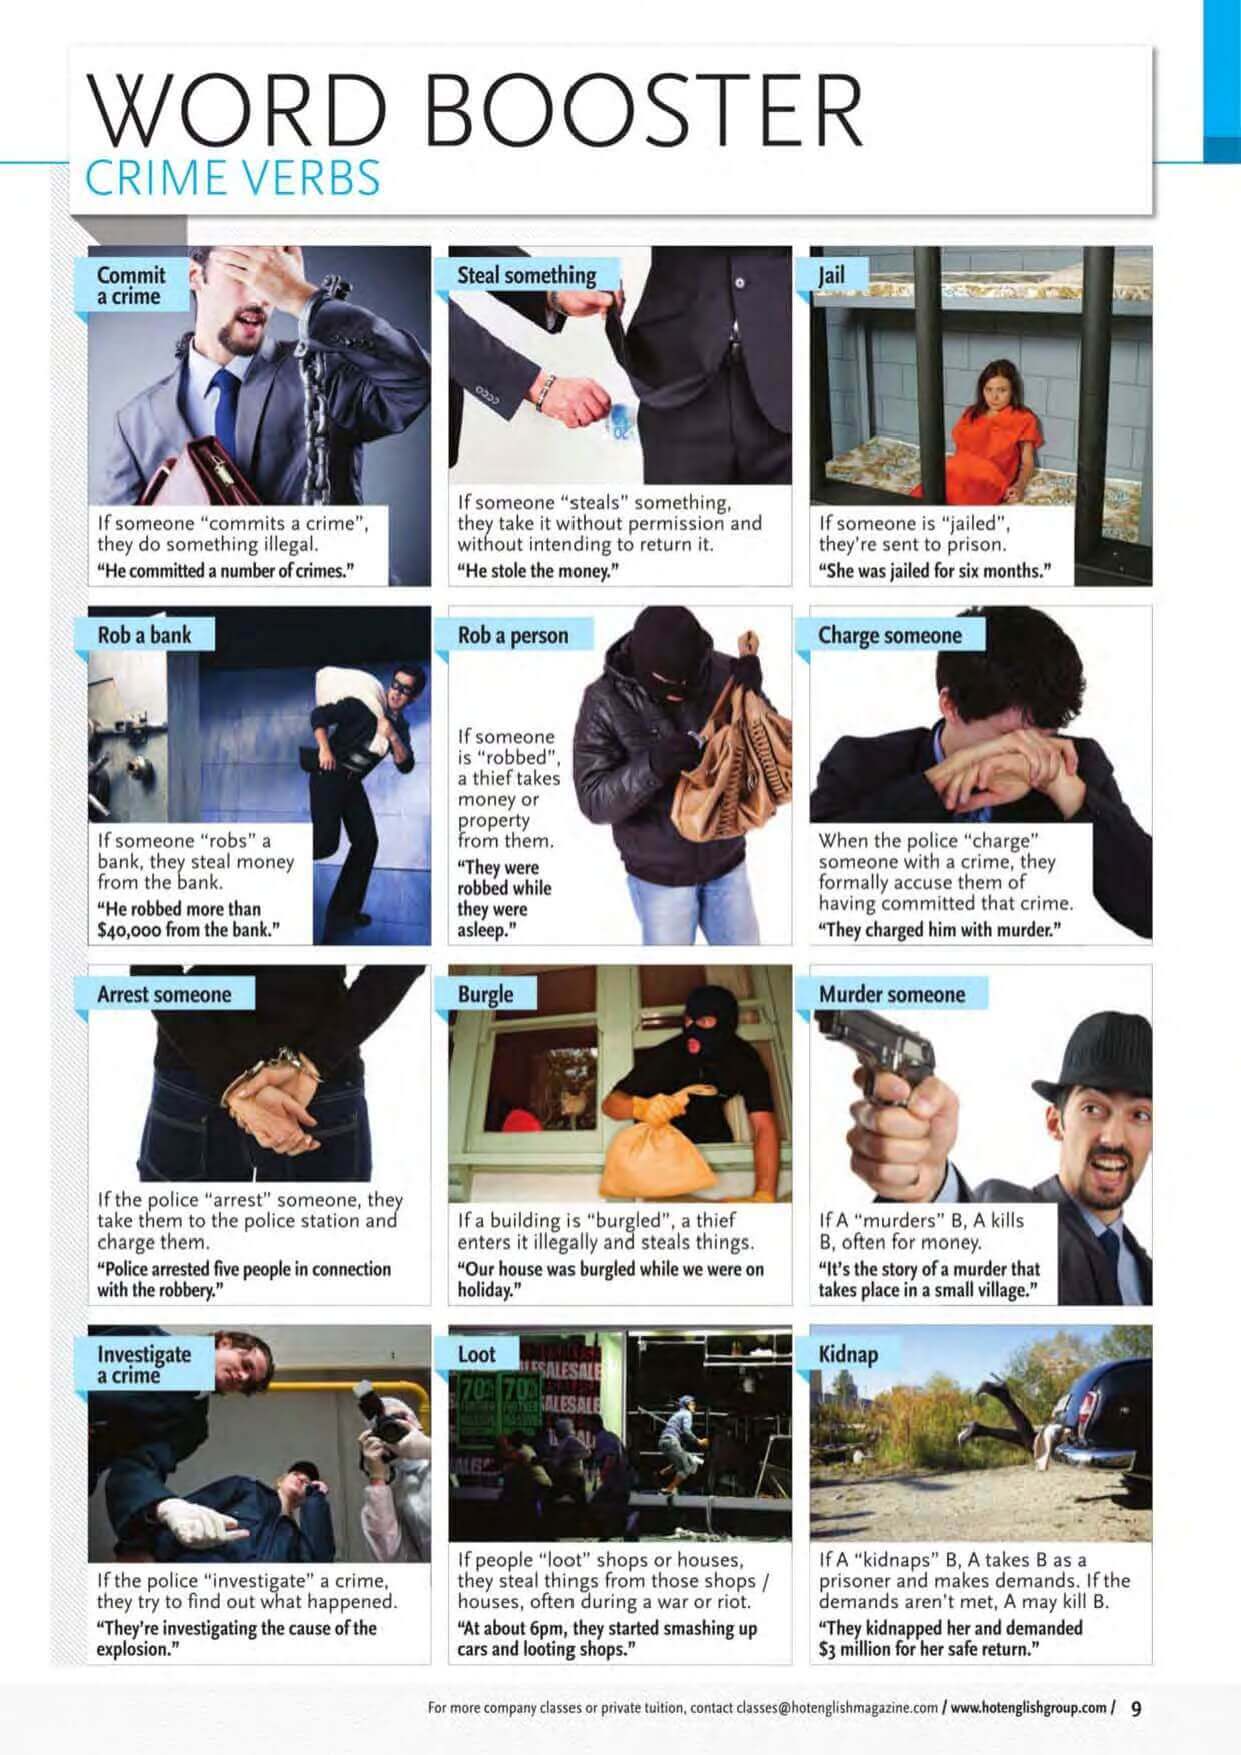 WORD BOOSTER
CRIME VERBS
Commit
a crime
If someone “commits a crime”,
they do something illegal.
“He committed a number of crimes.”
Steal something
If someone “steals” something,
they take it without permission and
without intending to return it.
“He stole the money.”
Jail
If someone is “jailed”,
they're sent to prison.
“She was jailed for six months.”
Rob a bank
If someone “robs” a
bank, they steal money
from the bank.
“He robbed more than
$40,000 from the bank.”
Rob a person
If someone
is “robbed”,
a thief takes
money or
property
from them.
“They were
robbed while
they were
asleep.”
Charge someone
When the police “charge”
someone with a crime, they
formally accuse them of
having committed that crime.
“They charged him with murder.”
Arrest someone
If the police “arrest” someone, they
take them to the police station and
charge them.
“Police arrested five people in connection
with the robbery.”
Burgle
If a building is “burgled”, a thief
enters it illegally and steals things.
“Our house was burgled while we were on
holiday.”
Murder someone
If A “murders” B, A kills
B, often for money.
“It's the story of a murder that
takes place in a small village.”
Investigate
a crime
If the police “investigate” a crime,
they try to find out what happened.
“They're investigating the cause of the
explosion.”
Loot
SALESALE
70% 70%
ALESALE
If people “loot” shops or houses,
they steal things from those shops /
houses, often during a war or riot.
“At about 6pm, they started smashing up
cars and looting shops.”
Kidnap
If A “kidnaps” B, A takes B as a
prisoner and makes demands. If the
demands aren't met, A may kill B.
“They kidnapped her and demanded
$3 million for her safe return.”
For more company classes or private tuition, contact classes@hotenglishmagazine.com / www.hotenglishgroup.com / 9